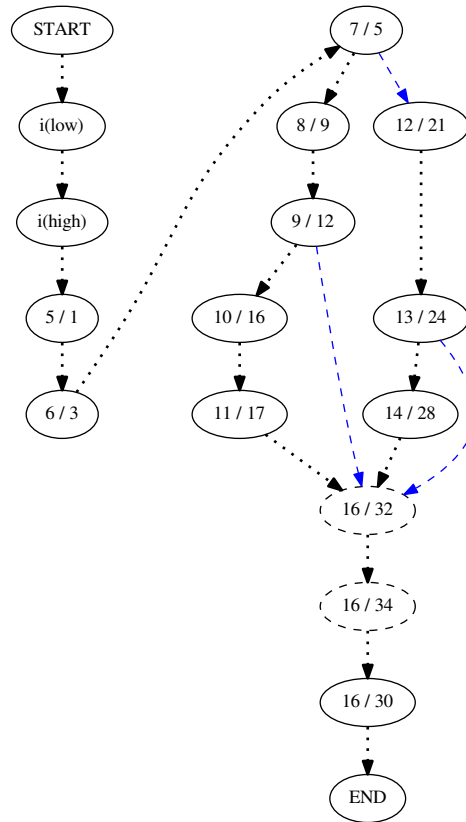 START
i(low)
i(high)
5 / 1
6 / 3
7 / 5
8 / 9
12 / 21
9 / 12
10 / 16
13 / 24
11 / 17
14 / 28
16 / 32
16 / 34
16 / 30
END